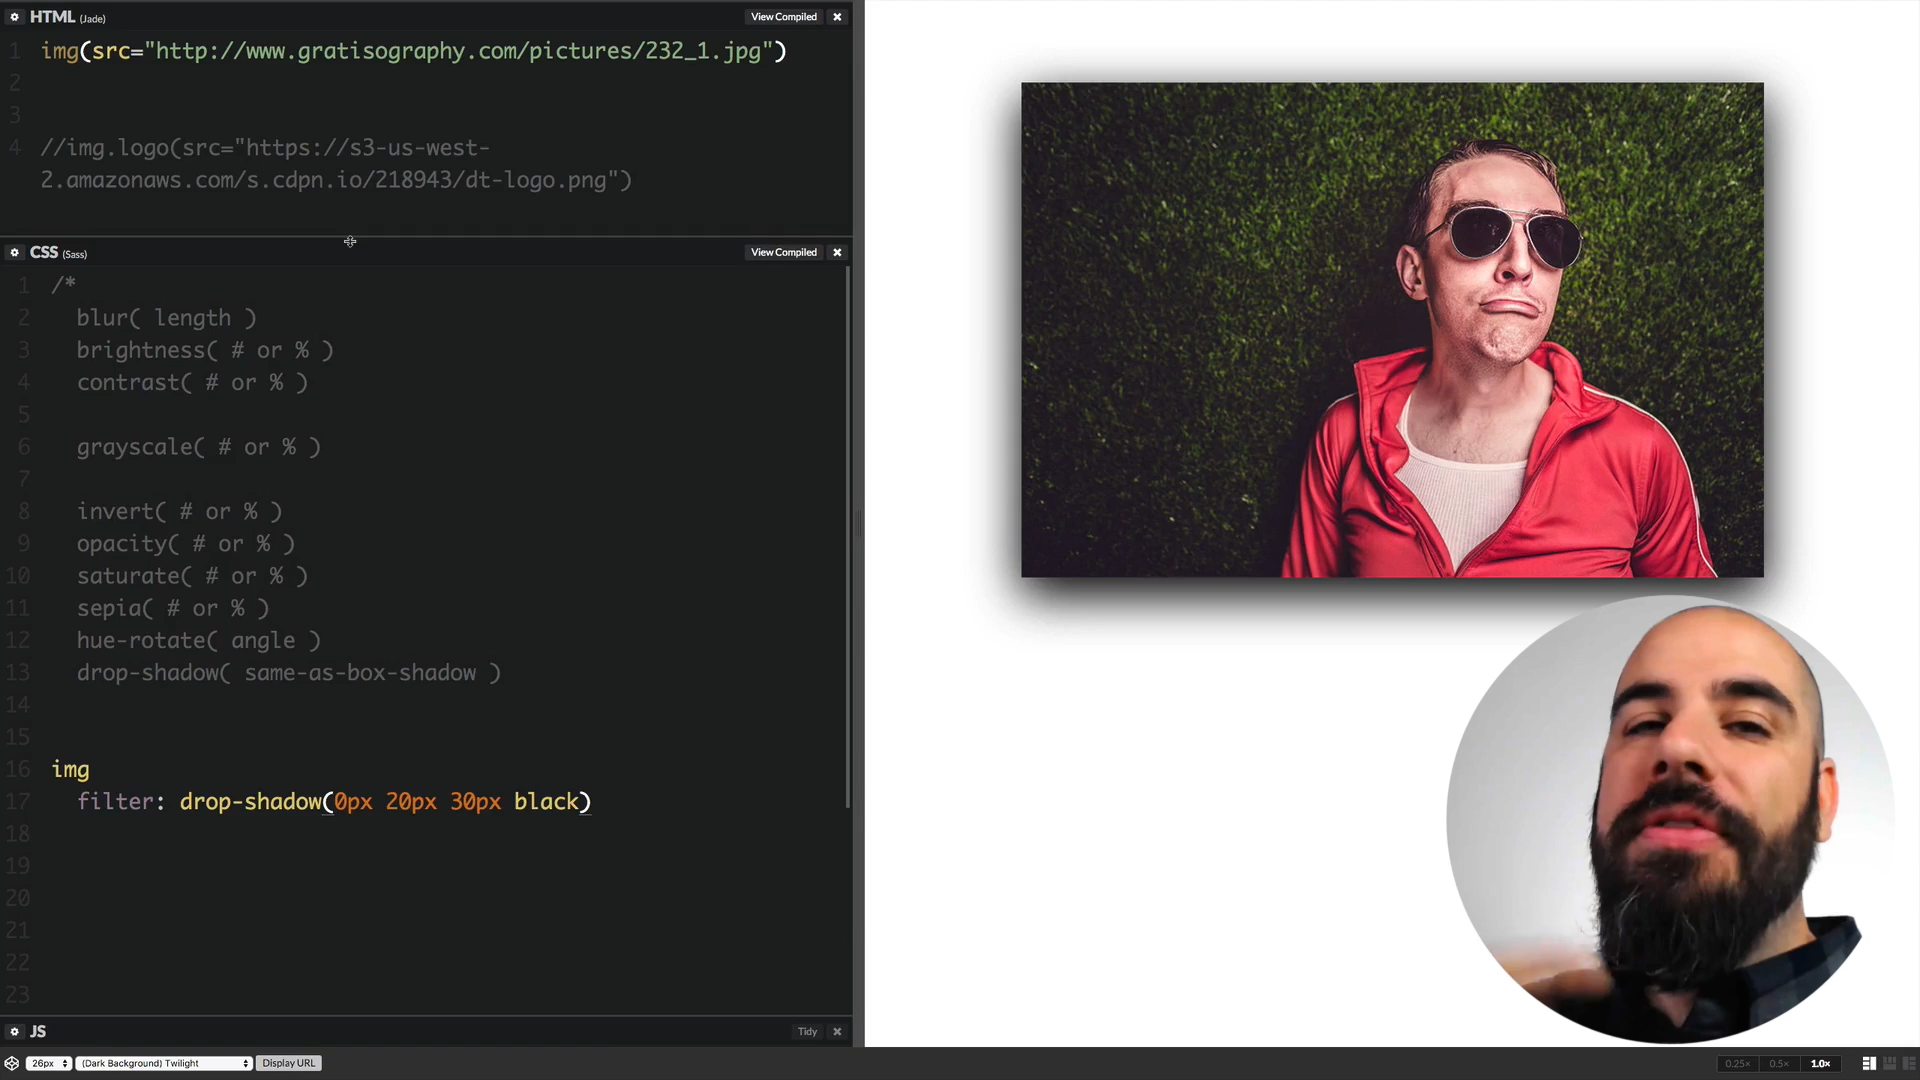 HTML (Jade)
View Compiled
1 img(src="http://www.gratisography.com/pictures/232_1.jpg")
2
3
4 //img.logo(src="https://s3-us-west-
2.amazonaws.com/s.cdpn.io/218943/dt-logo.png")
CSS (Sass)
View Compiled
1 /*
2 blur( length )
3 brightness( # or % )
4 contrast( # or % )
5
6 grayscale( # or % )
7
8 invert( # or % )
9 opacity( # or % )
10 saturate( # or % )
11 sepia( # or % )
12 hue-rotate( angle )
13 drop-shadow( same-as-box-shadow )
14
15
16 img
17 filter: drop-shadow(0px 20px 30px black)
18
19
20
21
22
23
JS
Tidy
26px (Dark Background) Twilight Display URL
0.25x 0.5x 1.0x